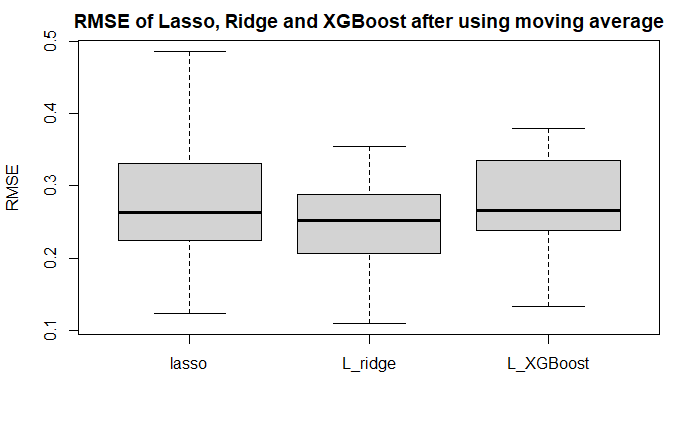 RMSE of Lasso, Ridge and XGBoost after using moving average
RMSE
0.5
0.4
0.3
0.2
0.1
lasso
L_ridge
L_XGBoost